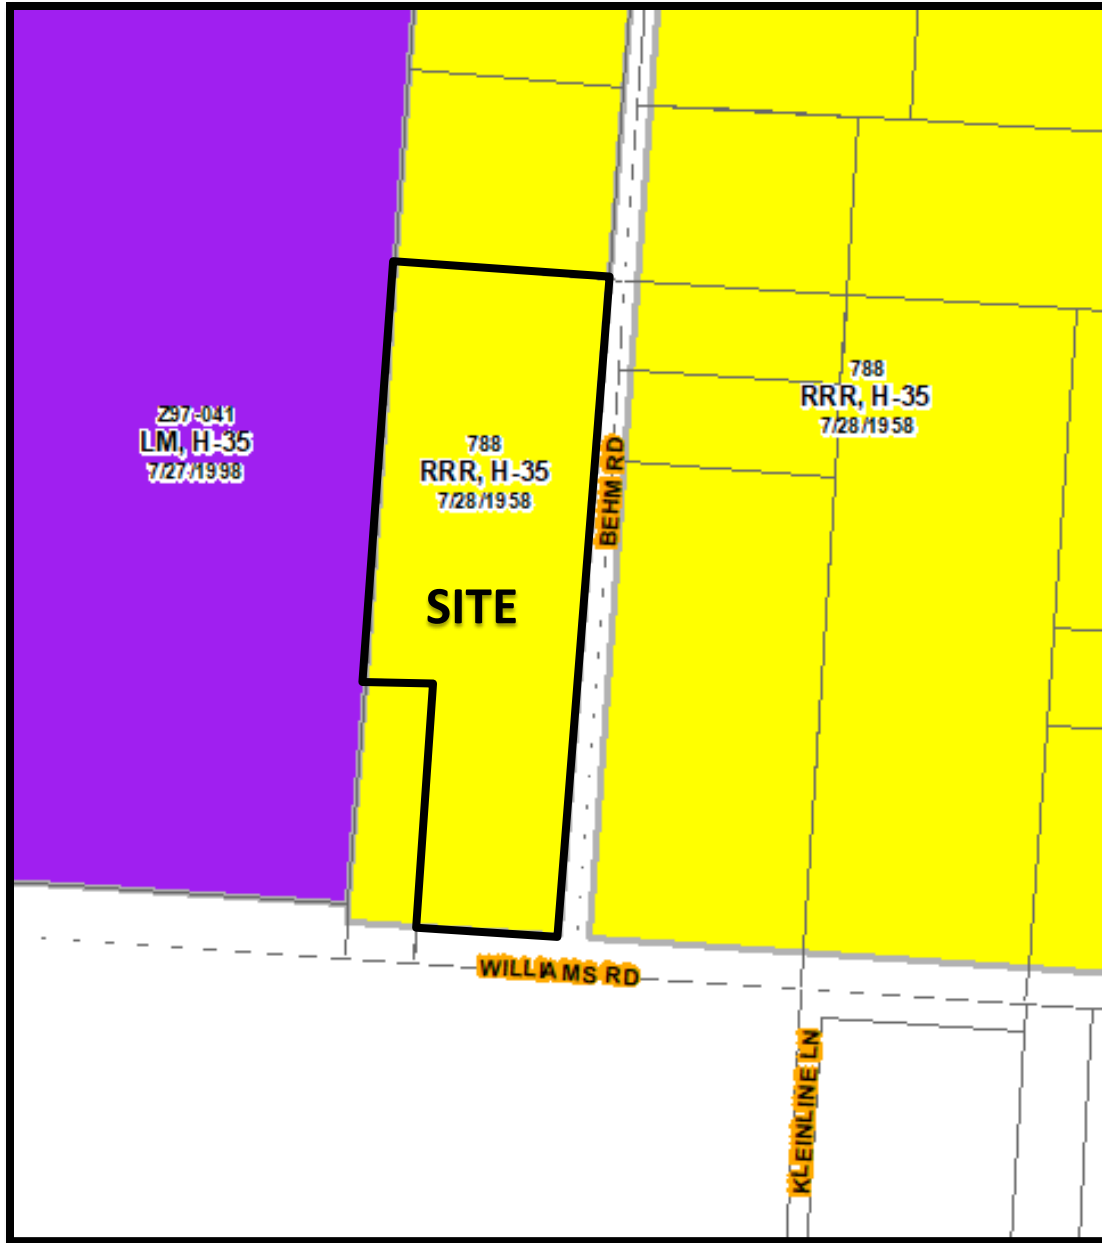 788
RRR, H-35
7/28/1958
Z97-041
LM, H-35
7/27/1998
788
RRR, H-35
7/28/1958
BEHM RD
SITE
WILLIAMS RD
KLEINLINE LN